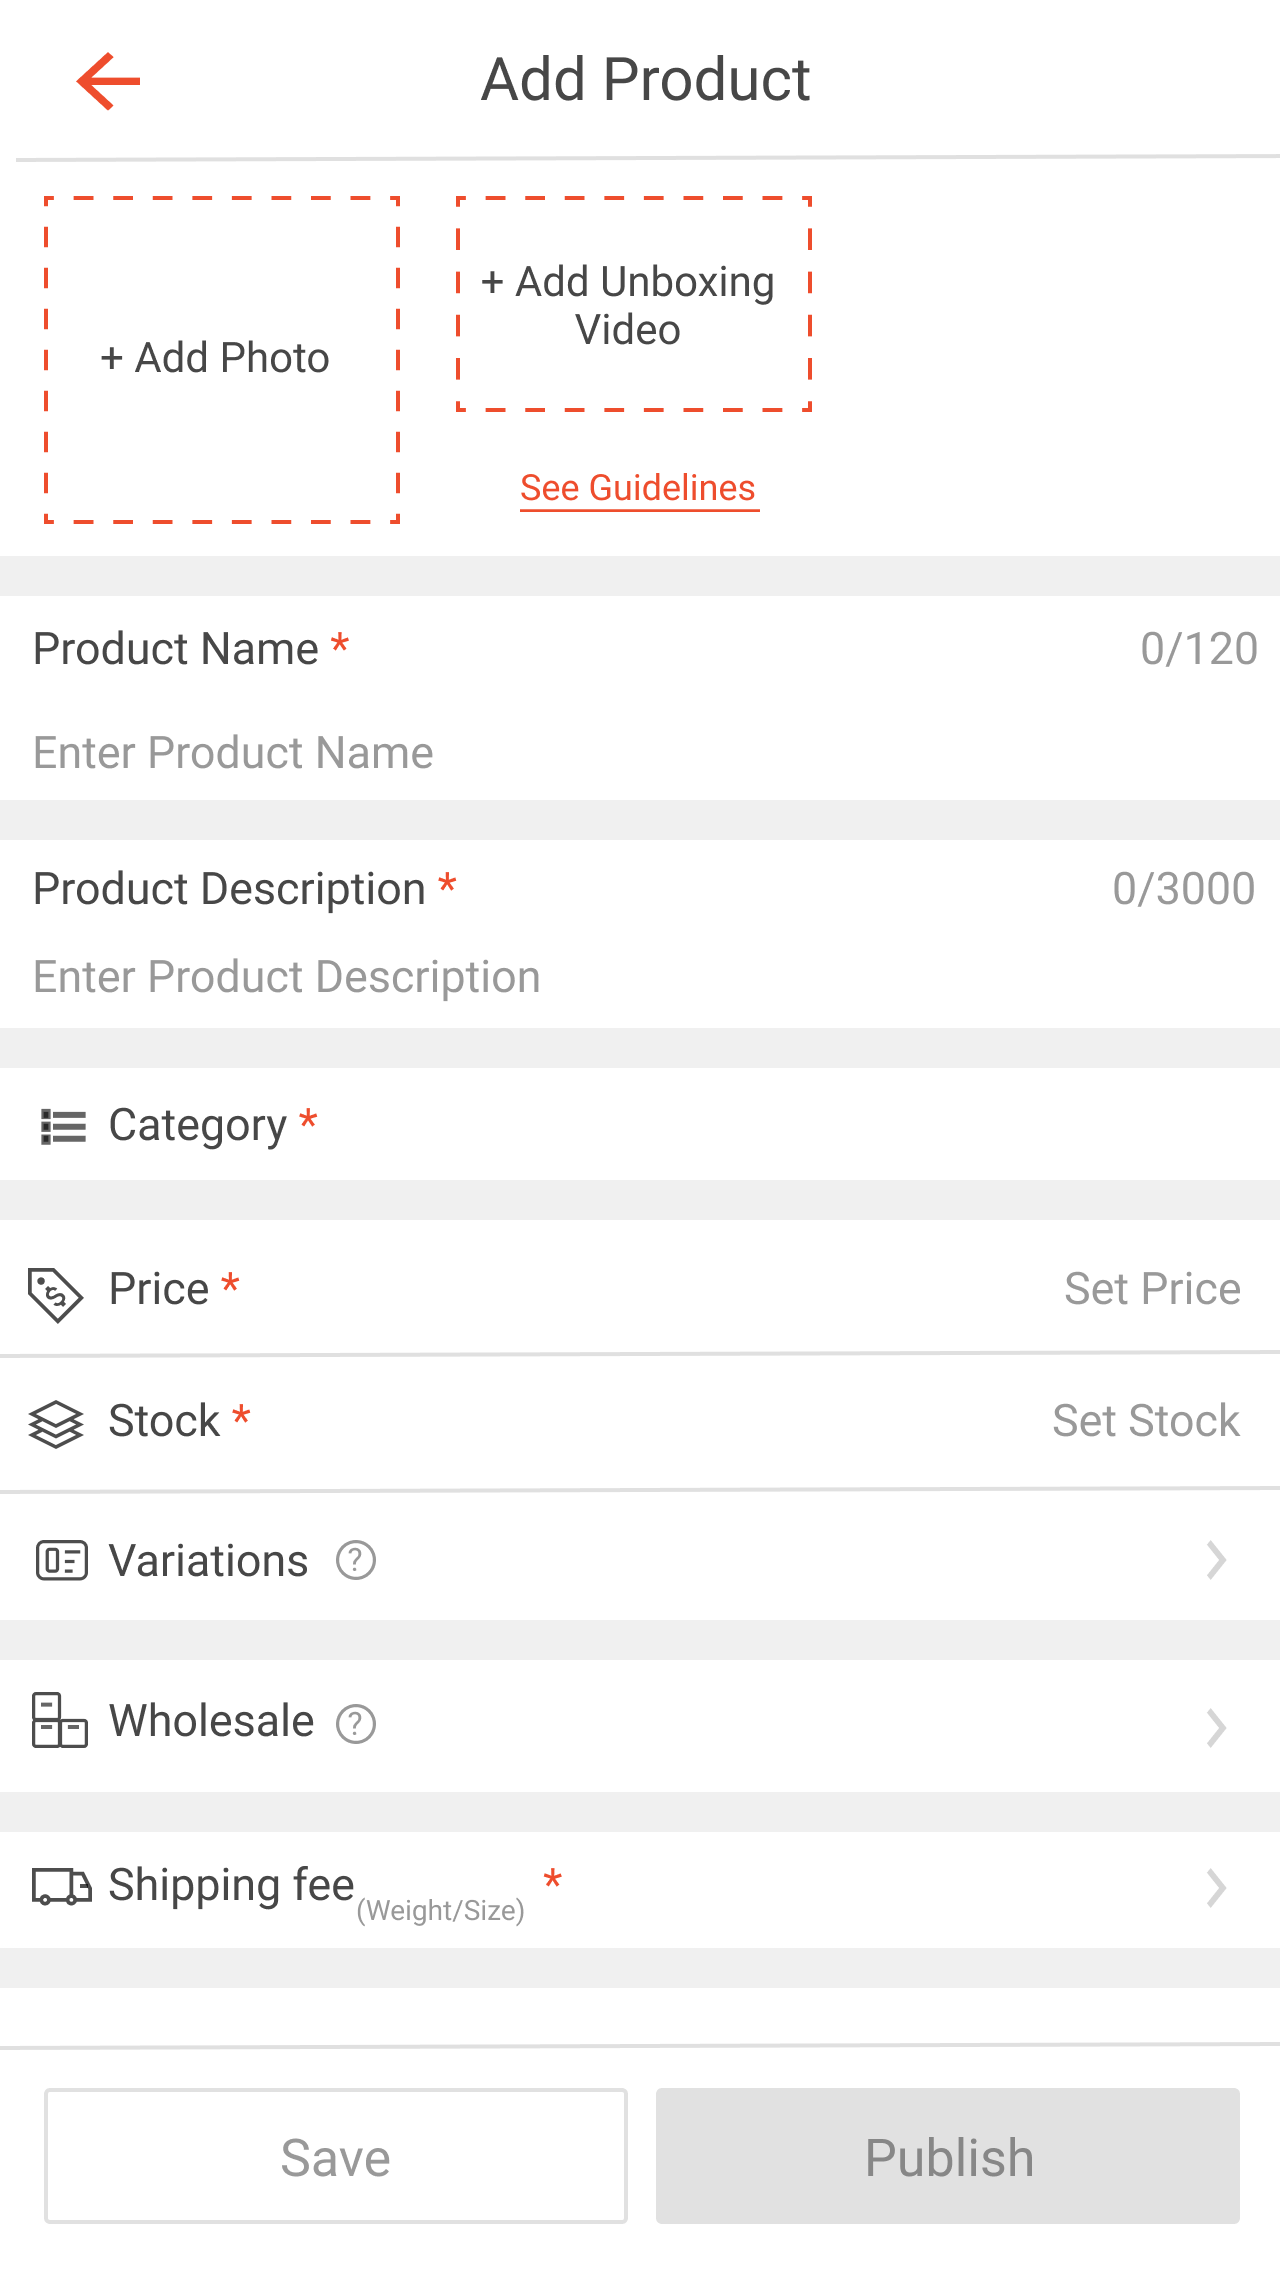 Add Product
+ Add Photo
+ Add Unboxing
Video
See Guidelines
Product Name *
0/120
Enter Product Name
Product Description *
0/3000
Enter Product Description
Category *
Price *
Set Price
Stock *
Set Stock
Variations ?
Wholesale ?
Shipping fee (Weight/Size) *
Save
Publish